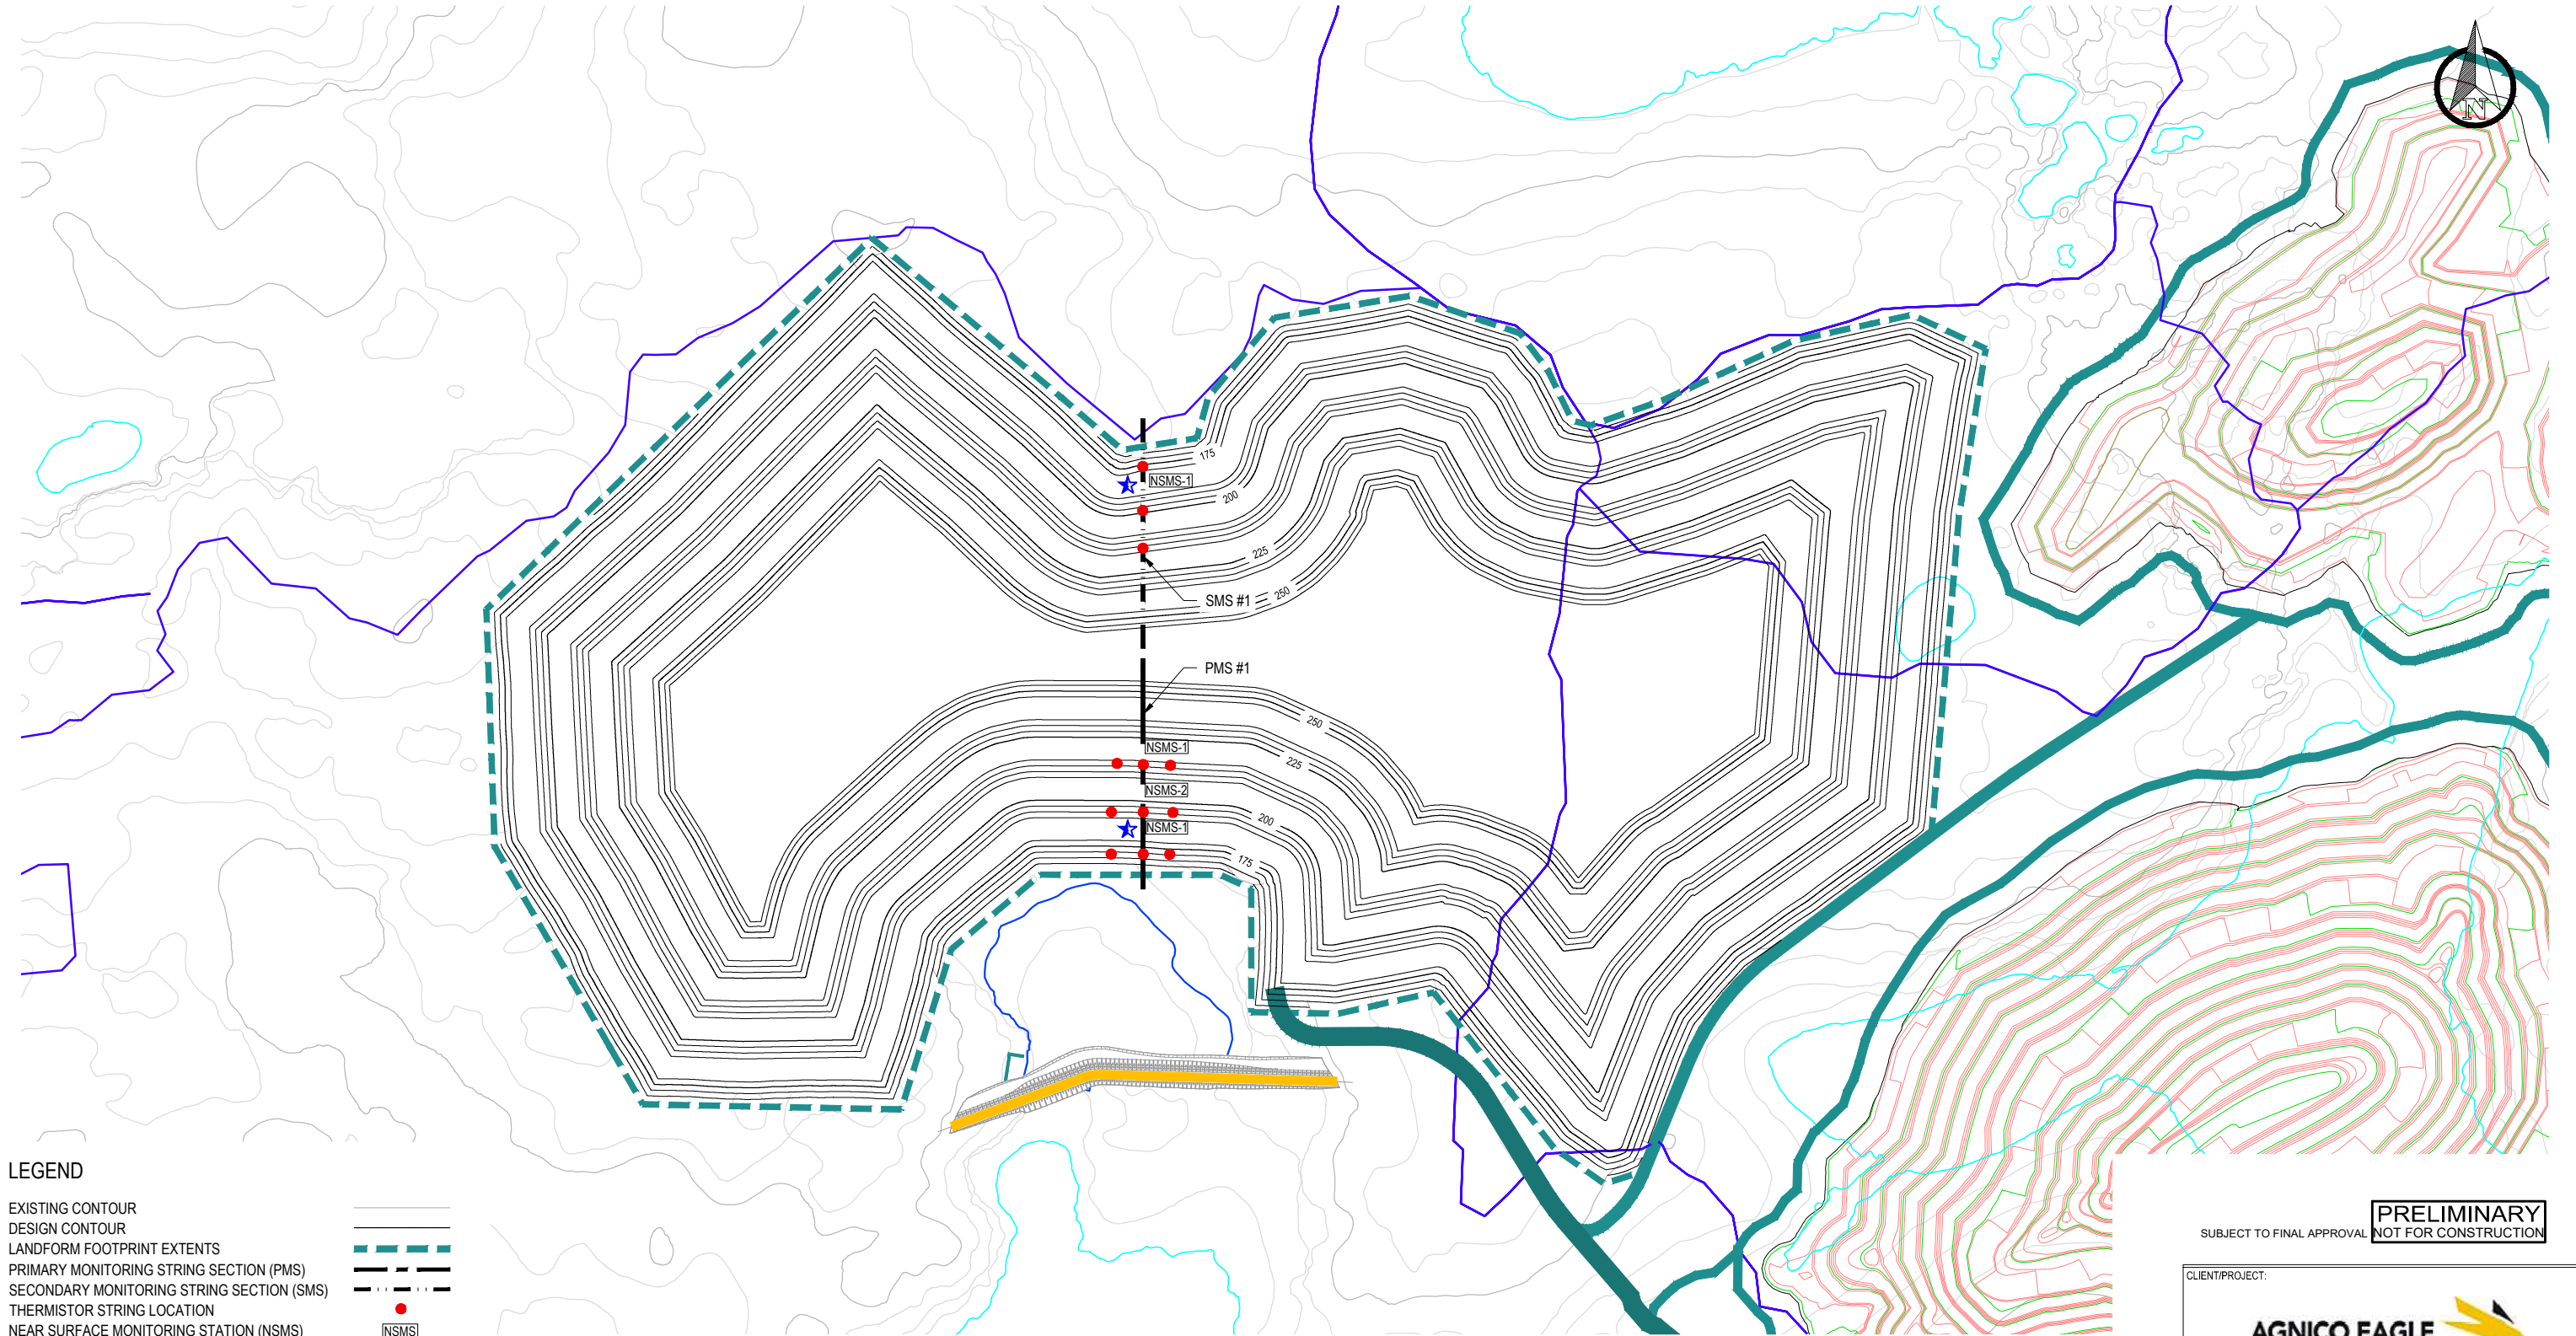 N
175
NSMS-1
200
225
SMS #1
250
PMS #1
250
NSMS-1
225
NSMS-2
200
NSMS-1
175
LEGEND
EXISTING CONTOUR
DESIGN CONTOUR
LANDFORM FOOTPRINT EXTENTS
PRIMARY MONITORING STRING SECTION (PMS)
SECONDARY MONITORING STRING SECTION (SMS)
THERMISTOR STRING LOCATION
NEAR SURFACE MONITORING STATION (NSMS)
NSMS
PRELIMINARY
SUBJECT TO FINAL APPROVAL NOT FOR CONSTRUCTION
CLIENT/PROJECT:
AGNICO EAGLE